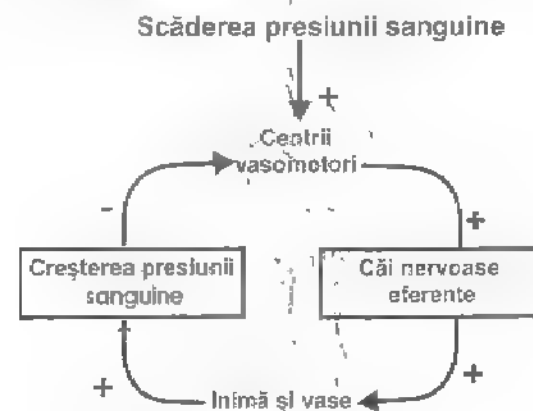 Scăderea presiunii sanguine
+
Centrii
vasomotori
-
+
Creşterea presiunii
sanguine
Căi nervoase
eferente
+
+
Inimă şi vase